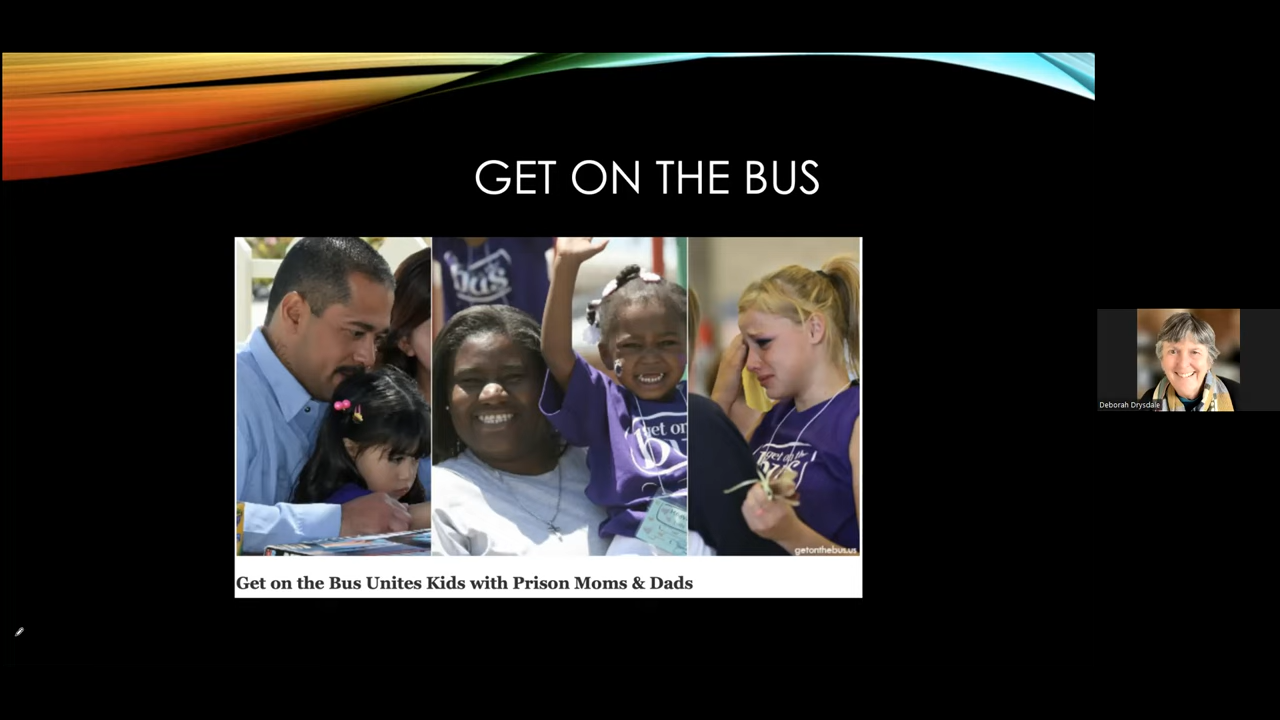 GET ON THE BUS
bus
get on
bus
get on the
bus
getonthebus.us
Get on the Bus Unites Kids with Prison Moms & Dads
Deborah Drysdale